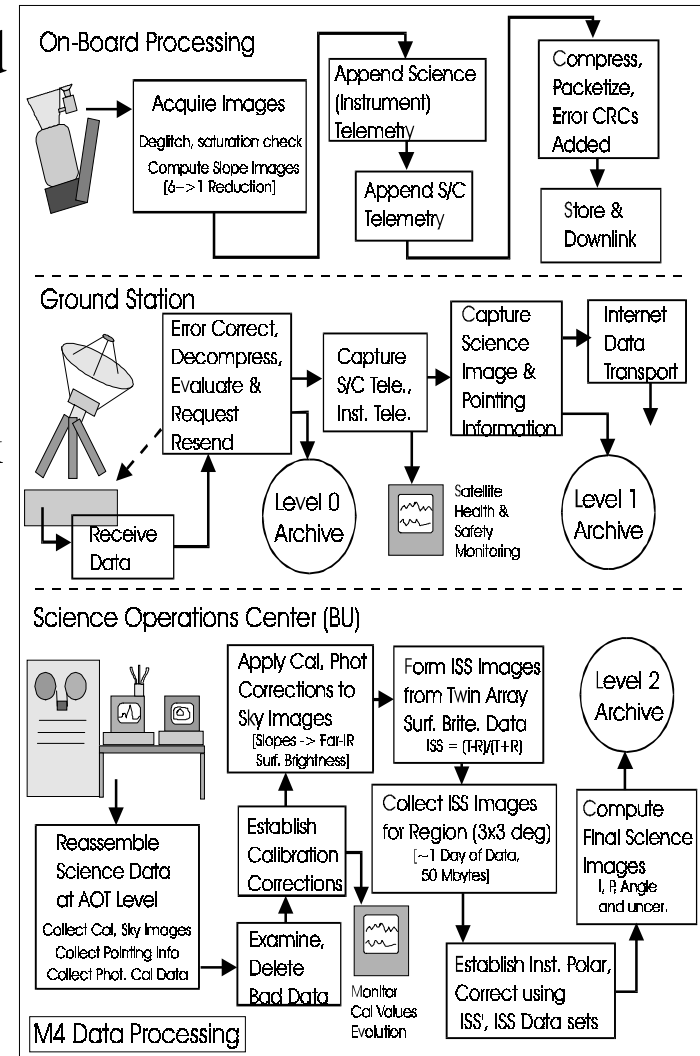 On-Board Processing
Acquire Images
Deglitch, saturation check
Compute Slope Images
[6->1 Reduction]
Append Science
(Instrument)
Telemetry
Append S/C
Telemetry
Compress,
Packetize,
Error CRCs
Added
Store &
Downlink
Ground Station
Error Correct,
Decompress,
Evaluate &
Request
Resend
Receive
Data
Level 0
Archive
Capture
S/C Tele.,
Inst. Tele.
Satellite
Health &
Safety
Monitoring
Capture
Science
Image &
Pointing
Information
Internet
Data
Transport
Level 1
Archive
Science Operations Center (BU)
Reassemble
Science Data
at AOT Level
Collect Cal, Sky Images
Collect Pointing Info
Collect Phot. Cal Data
Examine,
Delete
Bad Data
Establish
Calibration
Corrections
Monitor
Cal Values
Evolution
Apply Cal, Phot
Corrections to
Sky Images
[Slopes -> Far-IR
Surf. Brightness]
Form ISS Images
from Twin Array
Surf. Brite. Data
ISS = (T-R)/(T+R)
Collect ISS Images
for Region (3x3 deg)
[~1 Day of Data,
50 Mbytes]
Establish Inst. Polar,
Correct using
ISS', ISS Data sets
Compute
Final Science
Images
I, P, Angle
and uncer.
Level 2
Archive
M4 Data Processing